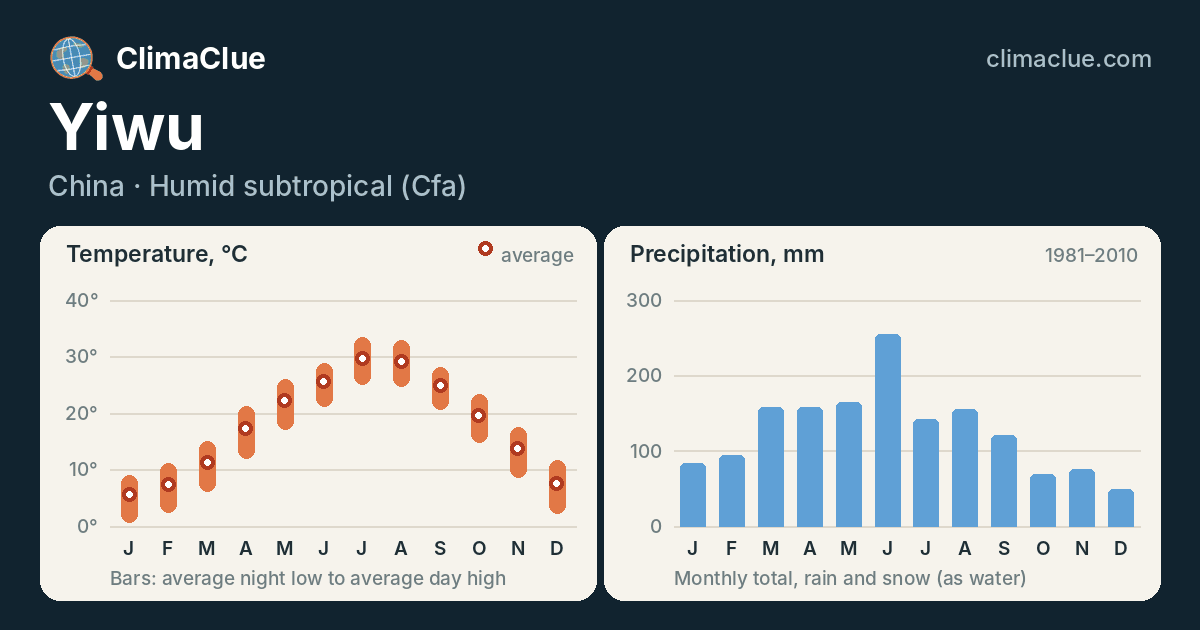 ClimaClue
climaclue.com
Yiwu
China · Humid subtropical (Cfa)
Temperature, °C
average
40°
30°
20°
10°
0°
J F M A M J J A S O N D
Bars: average night low to average day high
Precipitation, mm
1981–2010
300
200
100
0
J F M A M J J A S O N D
Monthly total, rain and snow (as water)